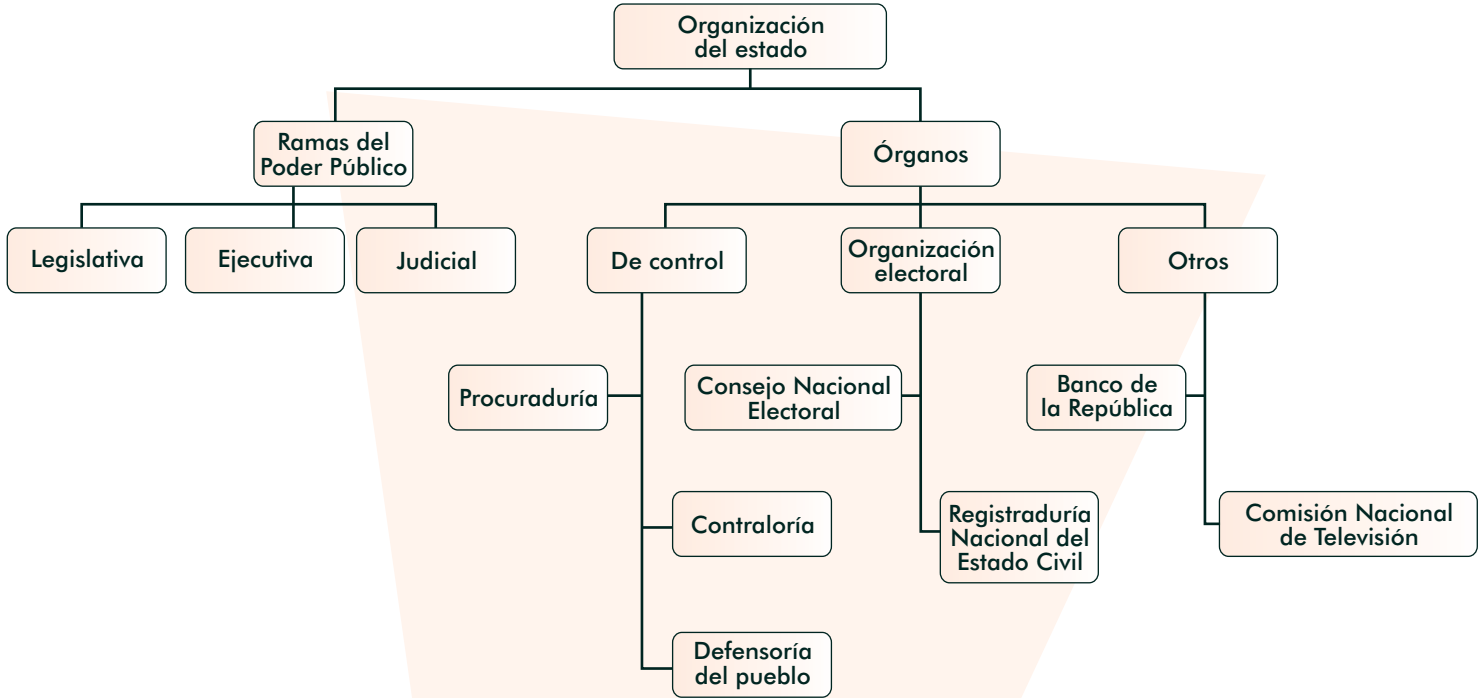 Organización
del estado
Ramas del
Poder Público
Órganos
Legislativa
Ejecutiva
Judicial
De control
Organización
electoral
Otros
Procuraduría
Consejo Nacional
Electoral
Banco de
la República
Contraloría
Registraduría
Nacional del
Estado Civil
Comisión Nacional
de Televisión
Defensoría
del pueblo